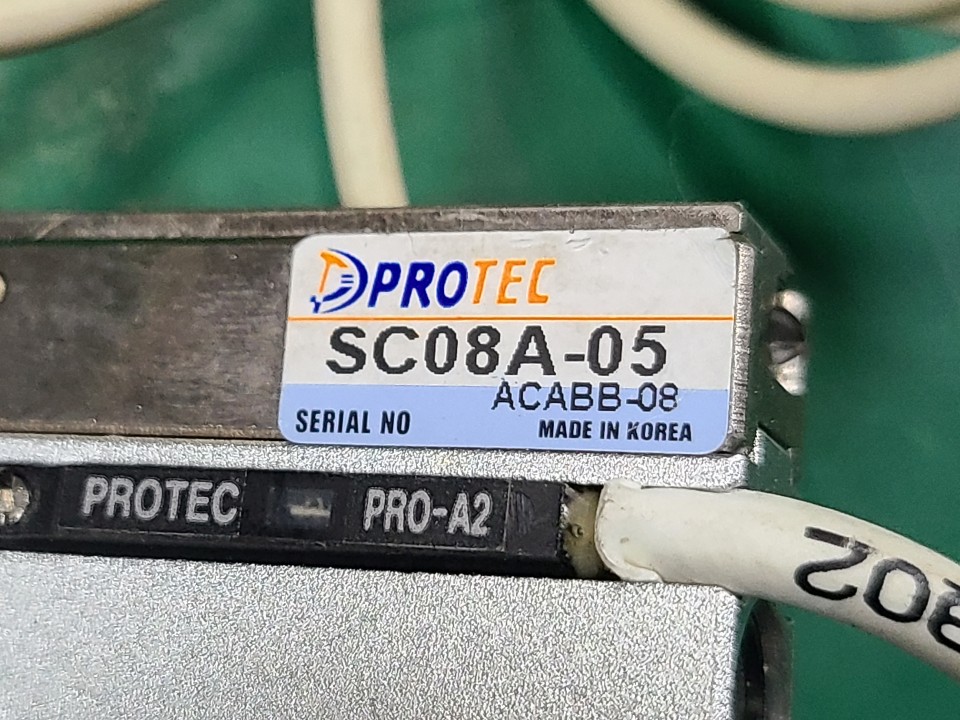 PROTEC
SC08A-05
ACABB-08
SERIAL NO
MADE IN KOREA
PROTEC
PRO-A2